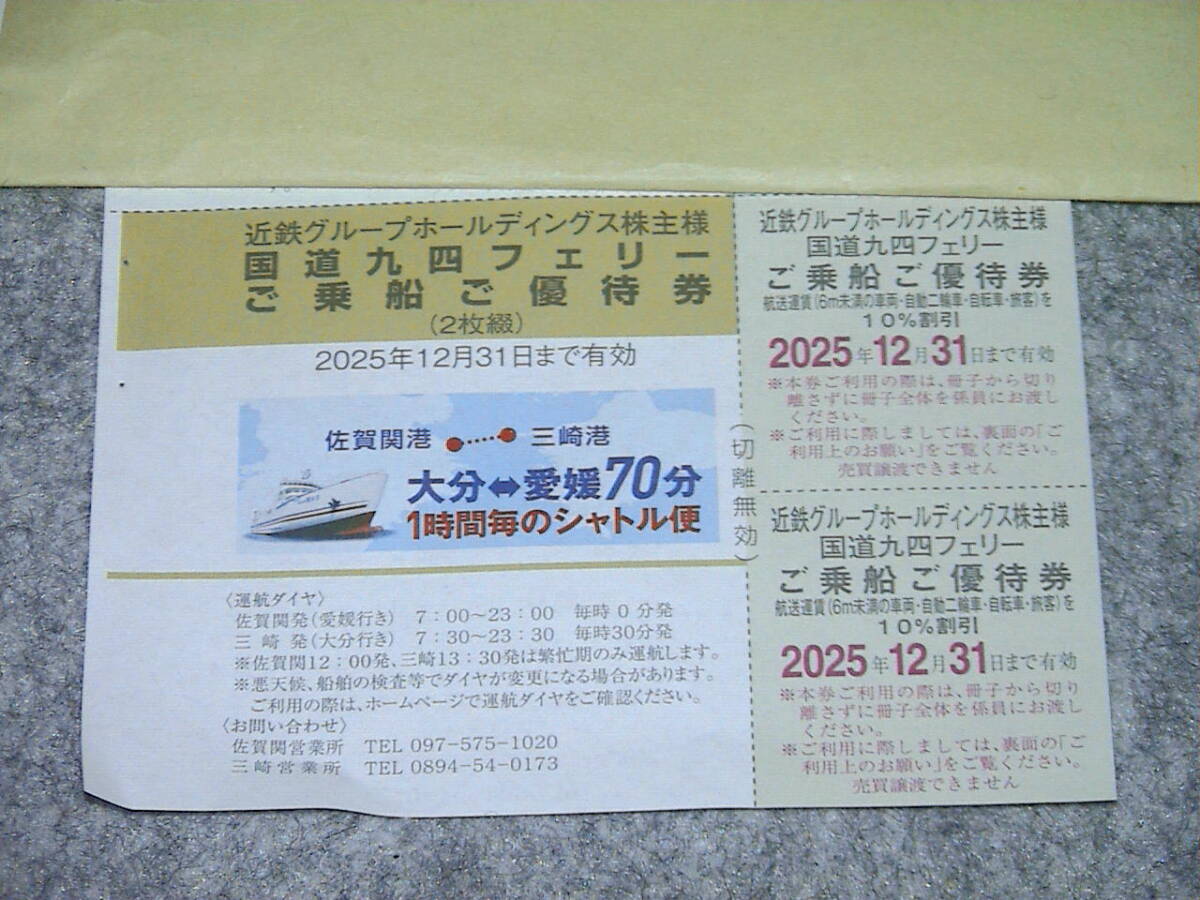 近鉄グループホールディングス株主様
国道九四フェリー
ご乗船ご優待券
(2枚綴)
2025年12月31日まで有効
佐賀関港 三崎港
大分⇔愛媛70分
1時間毎のシャトル便
〈運航ダイヤ〉
佐賀関発(愛媛行き) 7:00〜23:00 毎時0分発
三崎発(大分行き) 7:30〜23:30 毎時30分発
※佐賀関12:00発、三崎13:30発は繁忙期のみ運航します。
※悪天候、船舶の検査等でダイヤが変更になる場合があります。
ご利用の際は、ホームページで運航ダイヤをご確認ください。
〈お問い合わせ〉
佐賀関営業所 TEL 097-575-1020
三崎営業所 TEL 0894-54-0173
(切離無効)
近鉄グループホールディングス株主様
国道九四フェリー
ご乗船ご優待券
航送運賃(6m未満の車両・自動二輪車・自転車・旅客)を
10%割引
2025年12月31日まで有効
※本券ご利用の際は、冊子から切り
離さずに冊子全体を係員にお渡し
ください。
※ご利用に際しましては、裏面の「ご
利用上のお願い」をご覧ください。
売買譲渡できません
近鉄グループホールディングス株主様
国道九四フェリー
ご乗船ご優待券
航送運賃(6m未満の車両・自動二輪車・自転車・旅客)を
10%割引
2025年12月31日まで有効
※本券ご利用の際は、冊子から切り
離さずに冊子全体を係員にお渡し
ください。
※ご利用に際しましては、裏面の「ご
利用上のお願い」をご覧ください。
売買譲渡できません